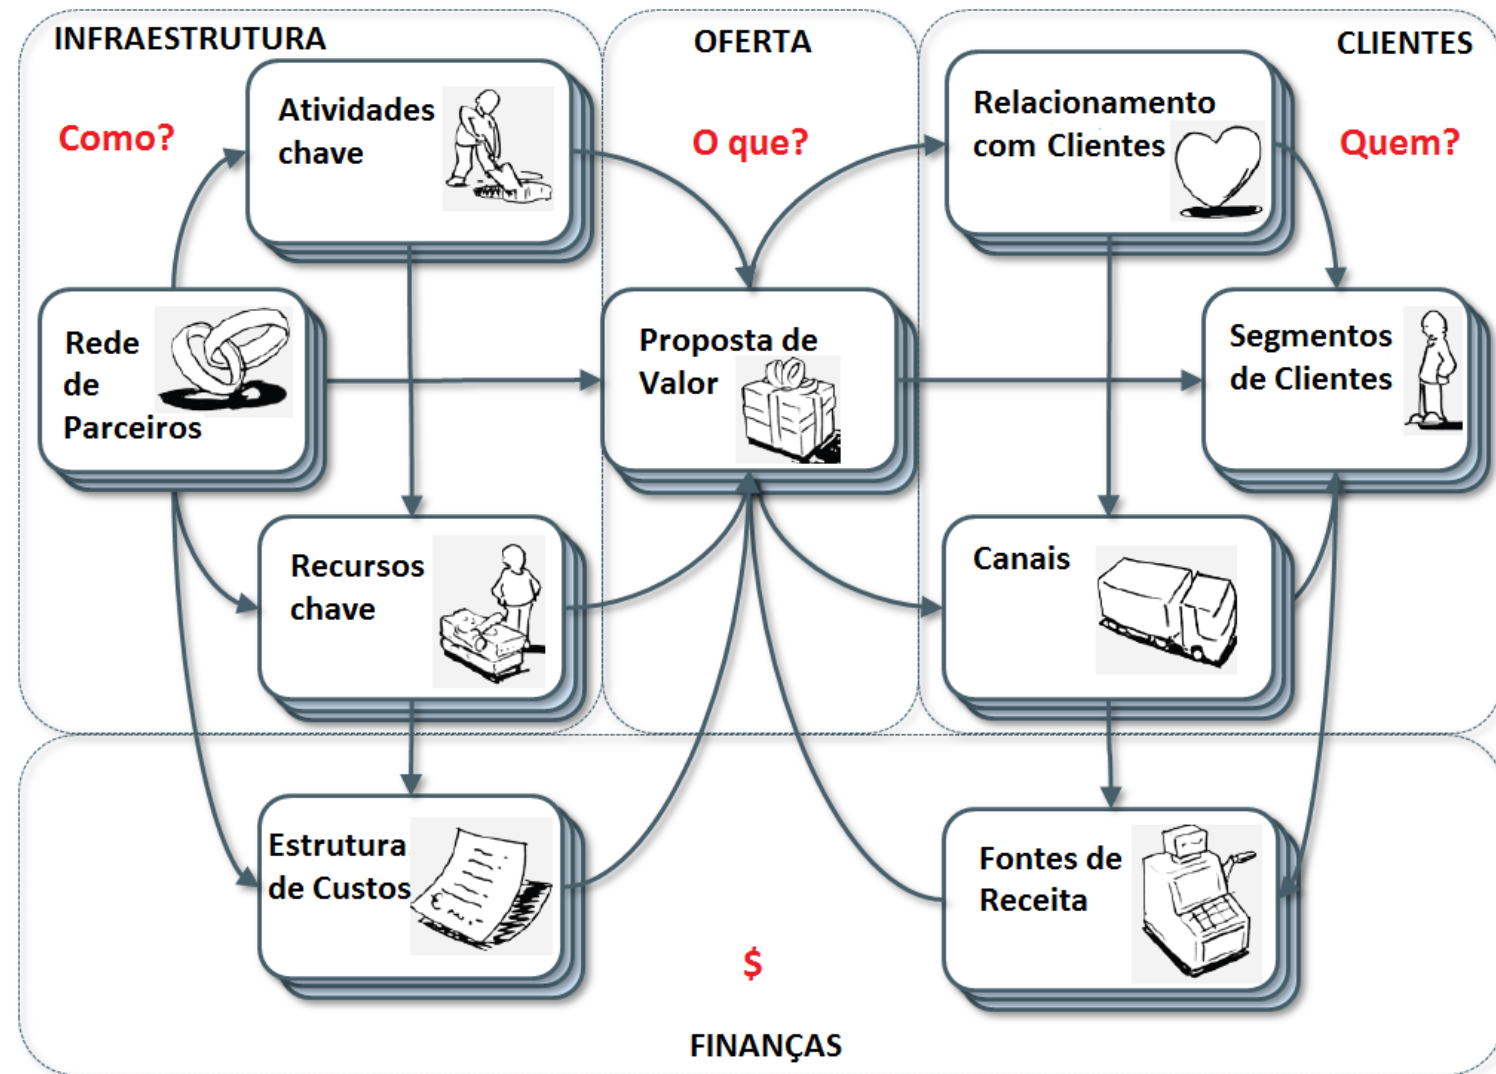 INFRAESTRUTURA
Como?
Atividades
chave
Rede
de
Parceiros
Recursos
chave
OFERTA
O que?
Proposta de
Valor
CLIENTES
Quem?
Relacionamento
com Clientes
Segmentos
de Clientes
Canais
Estrutura
de Custos
Fontes de
Receita
$
FINANÇAS